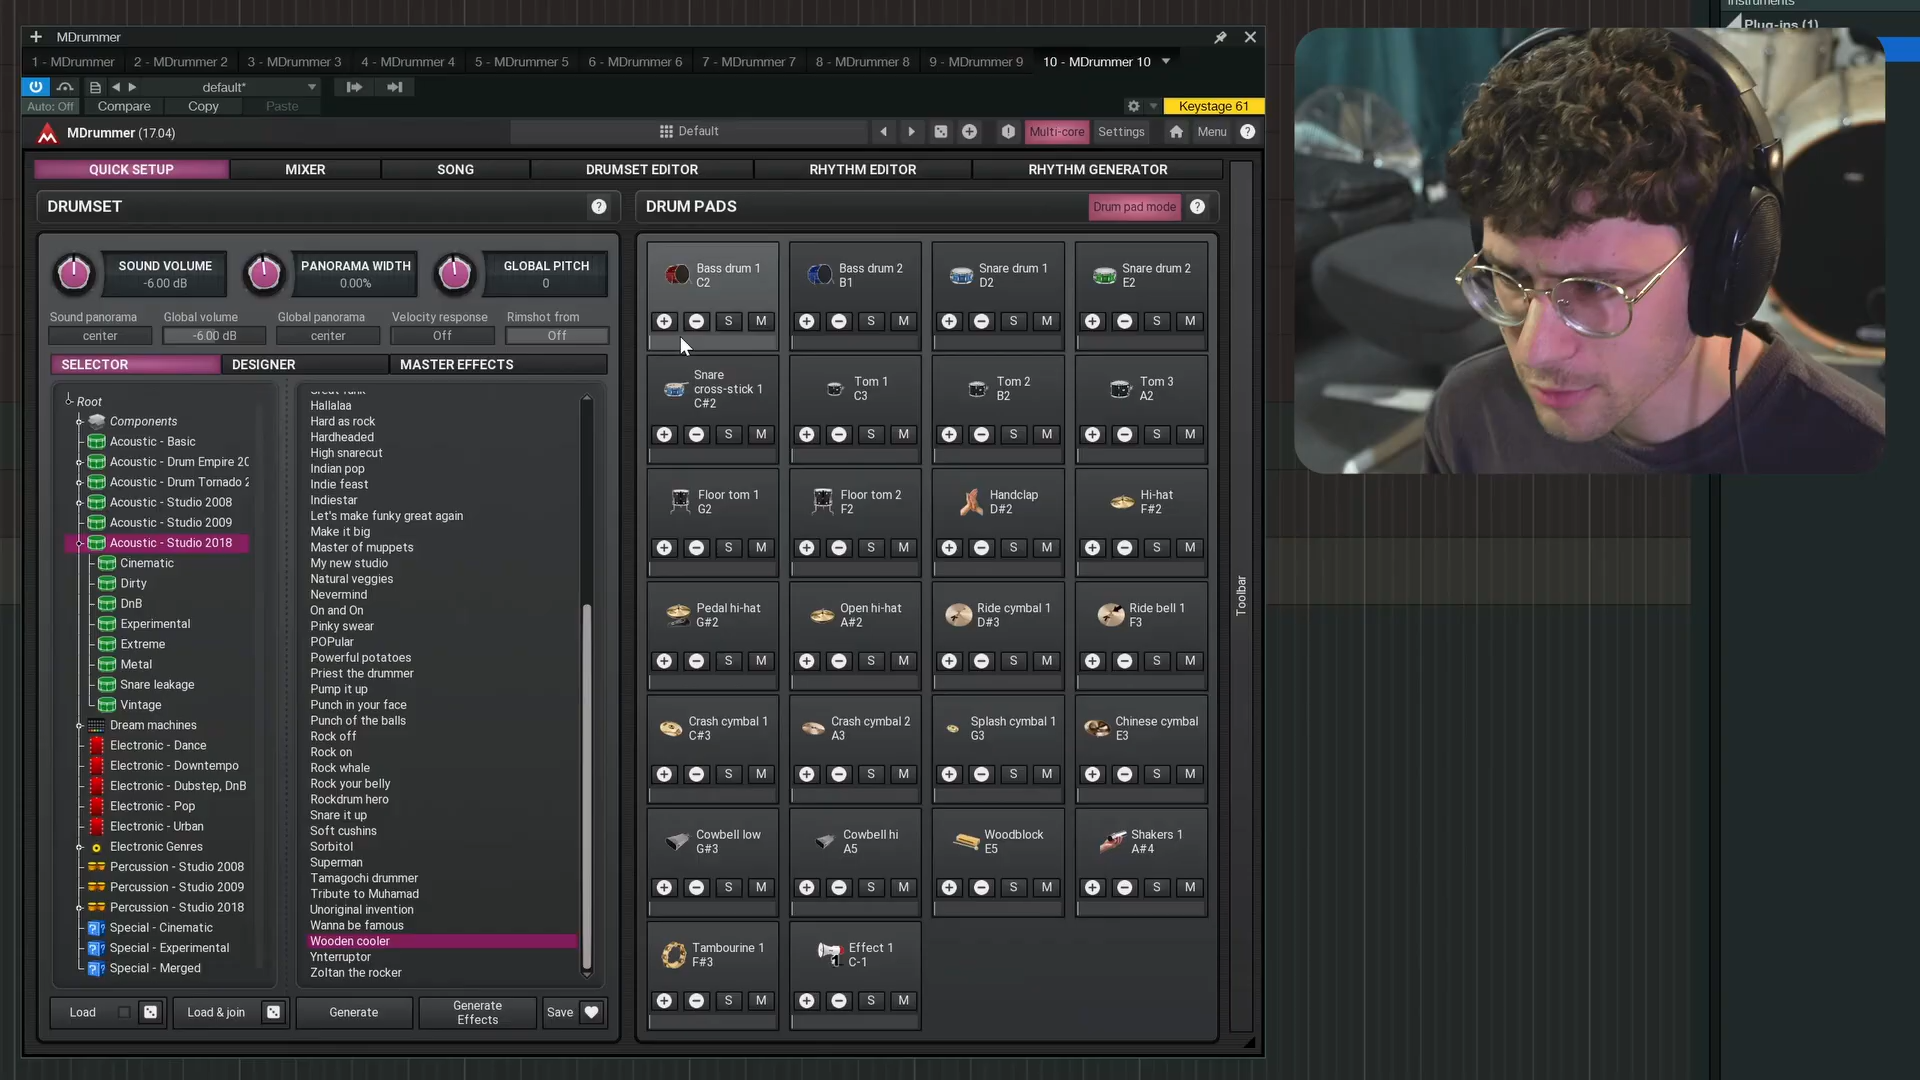 Instruments
Plug-ins (1)
MDrummer
1 - MDrummer
2 - MDrummer 2
3 - MDrummer 3
4 - MDrummer 4
5 - MDrummer 5
6 - MDrummer 6
7 - MDrummer 7
8 - MDrummer 8
9 - MDrummer 9
10 - MDrummer 10
default*
Auto: Off
Compare
Copy
Paste
Keystage 61
MDrummer (17.04)
Default
Multi-core
Settings
Menu
?
QUICK SETUP
MIXER
SONG
DRUMSET EDITOR
RHYTHM EDITOR
RHYTHM GENERATOR
DRUMSET
?
SOUND VOLUME
-6.00 dB
PANORAMA WIDTH
0.00%
GLOBAL PITCH
0
Sound panorama
center
Global volume
-6.00 dB
Global panorama
center
Velocity response
Off
Rimshot from
Off
SELECTOR
DESIGNER
MASTER EFFECTS
Root
Components
Acoustic - Basic
Acoustic - Drum Empire 20
Acoustic - Drum Tornado 2
Acoustic - Studio 2008
Acoustic - Studio 2009
Acoustic - Studio 2018
Cinematic
Dirty
DnB
Experimental
Extreme
Metal
Snare leakage
Vintage
Dream machines
Electronic - Dance
Electronic - Downtempo
Electronic - Dubstep, DnB
Electronic - Pop
Electronic - Urban
Electronic Genres
Percussion - Studio 2008
Percussion - Studio 2009
Percussion - Studio 2018
Special - Cinematic
Special - Experimental
Special - Merged
Great funk
Hallalaa
Hard as rock
Hardheaded
High snarecut
Indian pop
Indie feast
Indiestar
Let's make funky great again
Make it big
Master of muppets
My new studio
Natural veggies
Nevermind
On and On
Pinky swear
POPular
Powerful potatoes
Priest the drummer
Pump it up
Punch in your face
Punch of the balls
Rock off
Rock on
Rock whale
Rock your belly
Rockdrum hero
Snare it up
Soft cushins
Sorbitol
Superman
Tamagochi drummer
Tribute to Muhamad
Unoriginal invention
Wanna be famous
Wooden cooler
Ynterruptor
Zoltan the rocker
Load
Load & join
Generate
Generate
Effects
Save
DRUM PADS
Drum pad mode
?
Bass drum 1
C2
S M
Bass drum 2
B1
S M
Snare drum 1
D2
S M
Snare drum 2
E2
S M
Snare
cross-stick 1
C#2
S M
Tom 1
C3
S M
Tom 2
B2
S M
Tom 3
A2
S M
Floor tom 1
G2
S M
Floor tom 2
F2
S M
Handclap
D#2
S M
Hi-hat
F#2
S M
Pedal hi-hat
G#2
S M
Open hi-hat
A#2
S M
Ride cymbal 1
D#3
S M
Ride bell 1
F3
S M
Crash cymbal 1
C#3
S M
Crash cymbal 2
A3
S M
Splash cymbal 1
G3
S M
Chinese cymbal
E3
S M
Cowbell low
G#3
S M
Cowbell hi
A5
S M
Woodblock
E5
S M
Shakers 1
A#4
S M
Tambourine 1
F#3
S M
Effect 1
C-1
S M
Toolbar